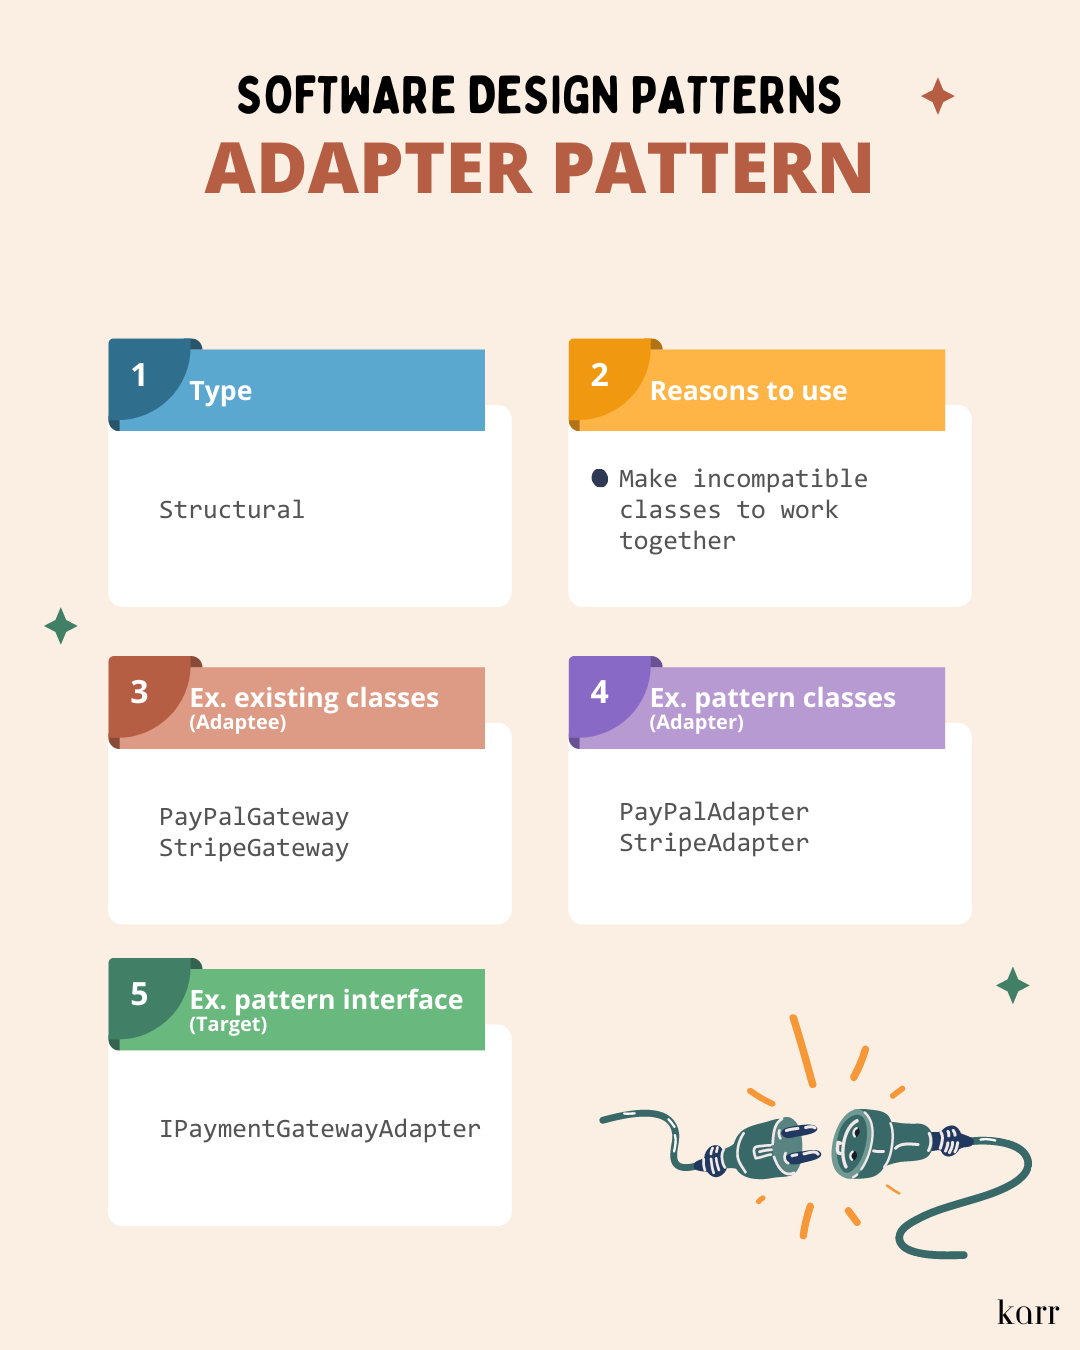 SOFTWARE DESIGN PATTERNS
ADAPTER PATTERN
1
Type
Structural
2
Reasons to use
Make incompatible
classes to work
together
3
Ex. existing classes
(Adaptee)
PayPalGateway
StripeGateway
4
Ex. pattern classes
(Adapter)
PayPalAdapter
StripeAdapter
5
Ex. pattern interface
(Target)
IPaymentGatewayAdapter
karr